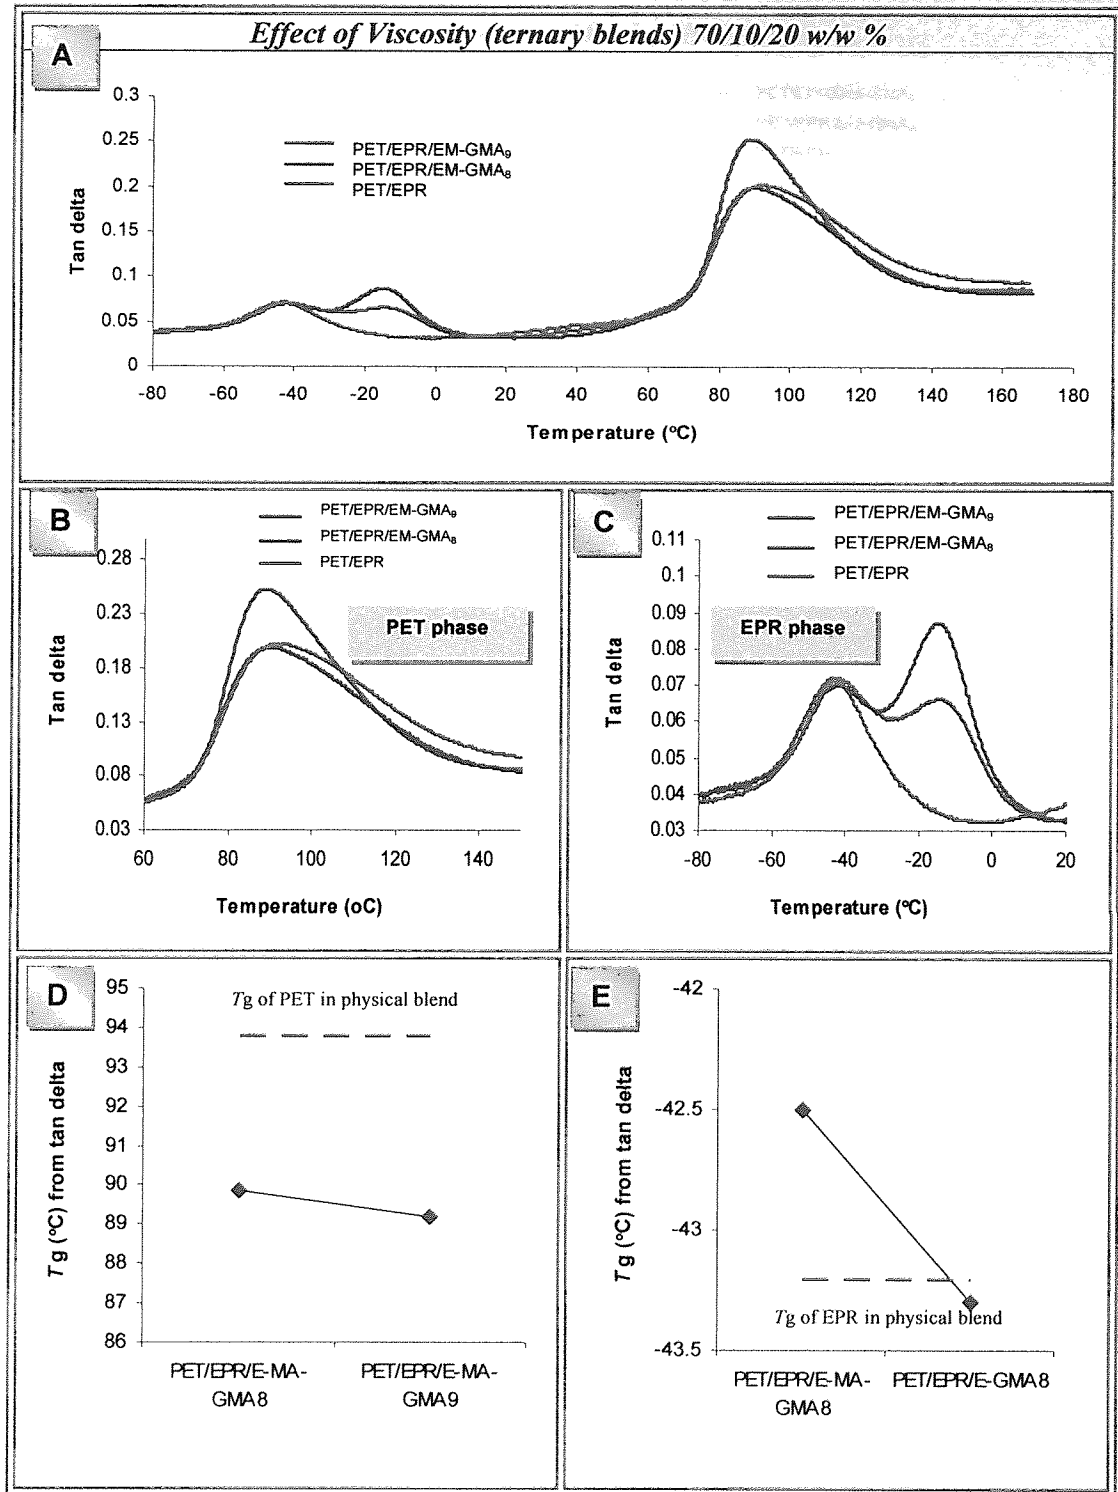 Effect of Viscosity (ternary blends) 70/10/20 w/w %
A
0.3
0.25
0.2
0.15
0.1
0.05
0
Tan delta
PET/EPR/EM-GMA₉
PET/EPR/EM-GMA₈
PET/EPR
-80 -60 -40 -20 0 20 40 60 80 100 120 140 160 180
Temperature (°C)
B
PET/EPR/EM-GMA₉
PET/EPR/EM-GMA₈
PET/EPR
0.28
0.23
0.18
0.13
0.08
0.03
Tan delta
PET phase
60 80 100 120 140
Temperature (oC)
C
PET/EPR/EM-GMA₉
PET/EPR/EM-GMA₈
PET/EPR
0.11
0.1
0.09
0.08
0.07
0.06
0.05
0.04
0.03
Tan delta
EPR phase
-80 -60 -40 -20 0 20
Temperature (°C)
D
95
94
93
92
91
90
89
88
87
86
Tg (°C) from tan delta
Tg of PET in physical blend
PET/EPR/E-MA-
GMA8
PET/EPR/E-MA-
GMA9
E
-42
-42.5
-43
-43.5
Tg (°C) from tan delta
Tg of EPR in physical blend
PET/EPR/E-MA-
GMA8
PET/EPR/E-GMA8